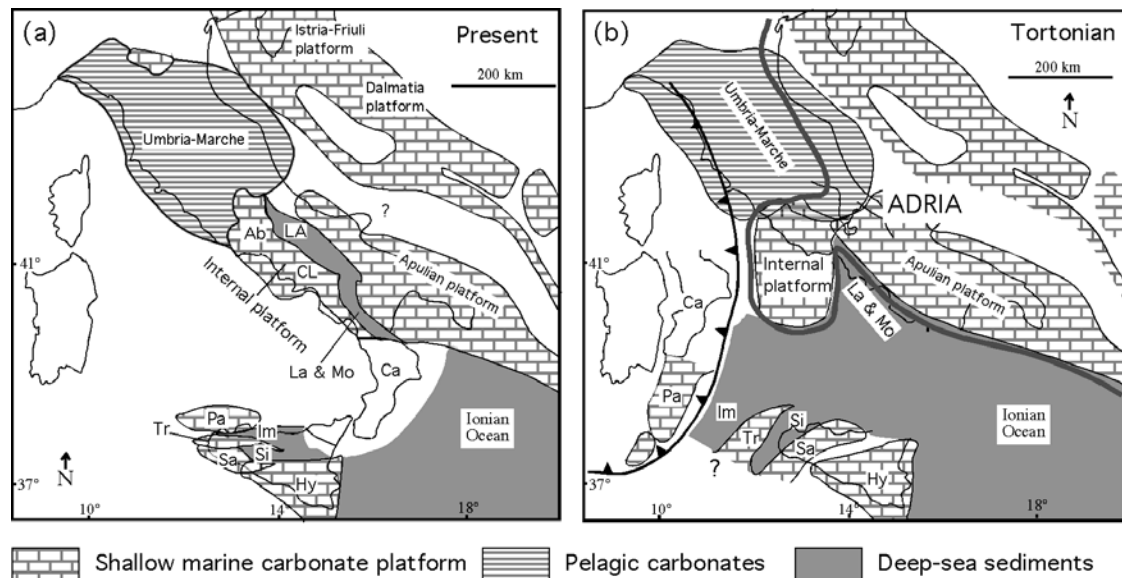 (a)
Present
Istria-Friuli
platform
200 km
Dalmatia
platform
Umbria-Marche
?
Ab
LA
41°
CL
Apulian platform
Internal platform
La & Mo
Ca
Pa
Im
Tr
Sa
Si
Ionian
Ocean
N
Hy
37°
10°
14°
18°
(b)
Tortonian
200 km
N
Umbria-Marche
ADRIA
41°
Internal
platform
Apulian platform
La & Mo
Ca
Pa
Im
Tr
Si
Sa
?
Ionian
Ocean
Hy
37°
10°
14°
18°
Shallow marine carbonate platform
Pelagic carbonates
Deep-sea sediments